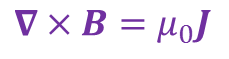 𝛁 × 𝑩 = 𝜇₀𝑱